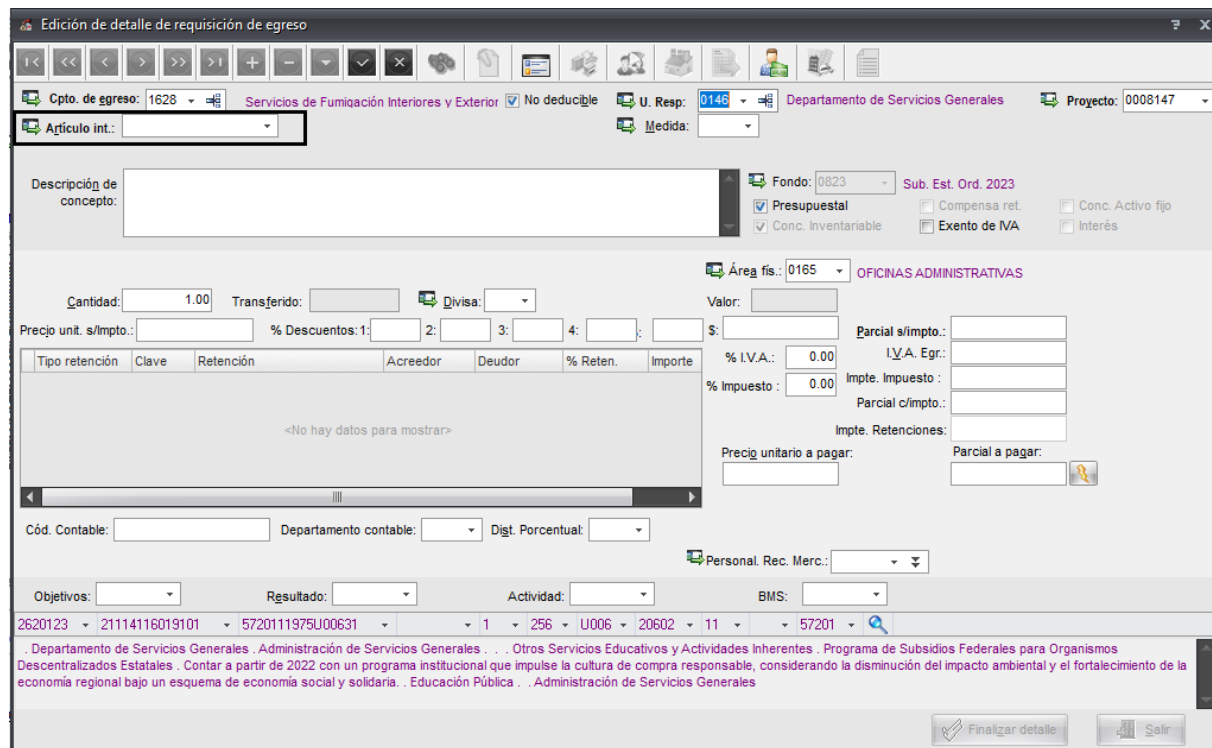 Edición de detalle de requisición de egreso
Cpto. de egreso: 1628 Servicios de Fumigación Interiores y Exterior No deducible U. Resp: 0146 Departamento de Servicios Generales Proyecto: 0008147
Artículo int.: Medida:
Descripción de concepto:
Fondo: 0823 Sub. Est. Ord. 2023
Presupuestal Compensa ret. Conc. Activo fijo
Conc. Inventariable Exento de IVA Interés
Área fís.: 0165 OFICINAS ADMINISTRATIVAS
Cantidad: 1.00 Transferido: Divisa: Valor:
Precio unit. s/Impto.: % Descuentos: 1: 2: 3: 4: $: Parcial s/impto.:
Tipo retención Clave Retención Acreedor Deudor % Reten. Importe
<No hay datos para mostrar>
% I.V.A.: 0.00 I.V.A. Egr.:
% Impuesto : 0.00 Impte. Impuesto :
Parcial c/impto.:
Impte. Retenciones:
Precio unitario a pagar: Parcial a pagar:
Cód. Contable: Departamento contable: Dist. Porcentual:
Personal. Rec. Merc.:
Objetivos: Resultado: Actividad: BMS:
2620123 21114116019101 5720111975U00631 1 256 U006 20602 11 57201
. Departamento de Servicios Generales . Administración de Servicios Generales . . . Otros Servicios Educativos y Actividades Inherentes . Programa de Subsidios Federales para Organismos
Descentralizados Estatales . Contar a partir de 2022 con un programa institucional que impulse la cultura de compra responsable, considerando la disminución del impacto ambiental y el fortalecimiento de la
economía regional bajo un esquema de economía social y solidaria. . Educación Pública . . Administración de Servicios Generales
Finalizar detalle Salir